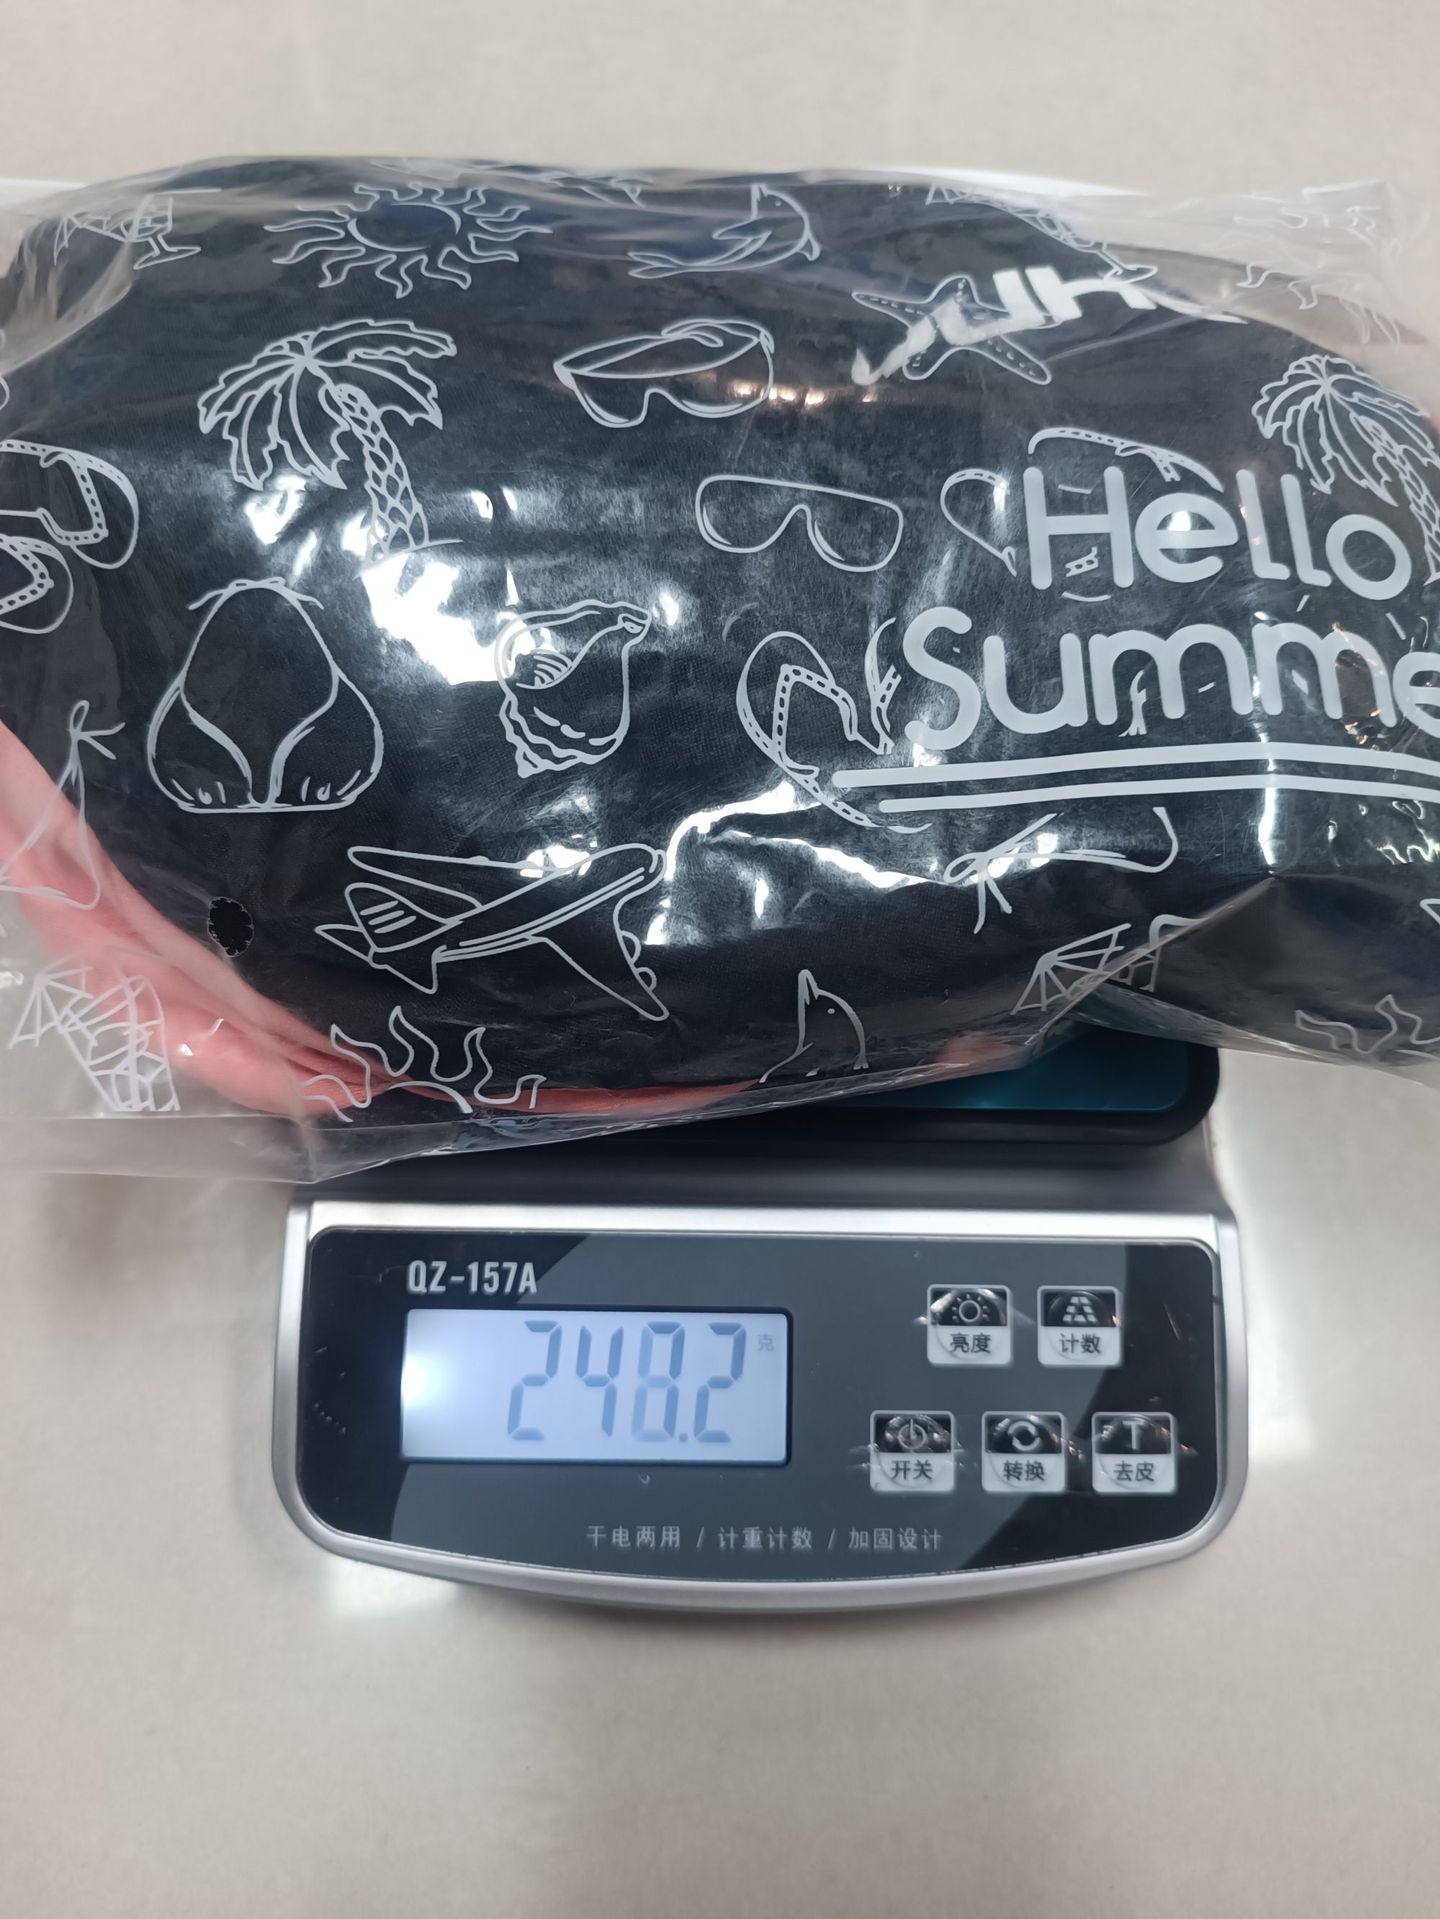 Hello
Summe
QZ-157A
248.2 克
亮度
计数
开关
转换
T
去皮
干电两用 / 计重计数 / 加固设计